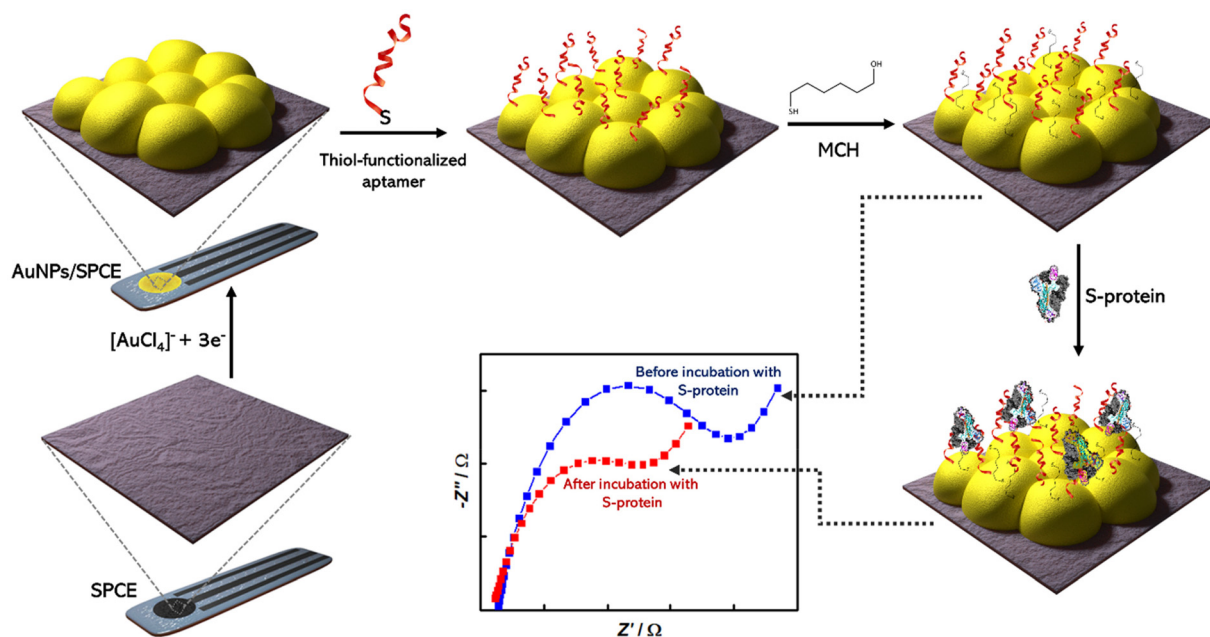 S
Thiol-functionalized
aptamer
OH
SH
MCH
AuNPs/SPCE
[AuCl₄]⁻ + 3e⁻
S-protein
Before incubation with
S-protein
After incubation with
S-protein
-Z" / Ω
Z' / Ω
SPCE